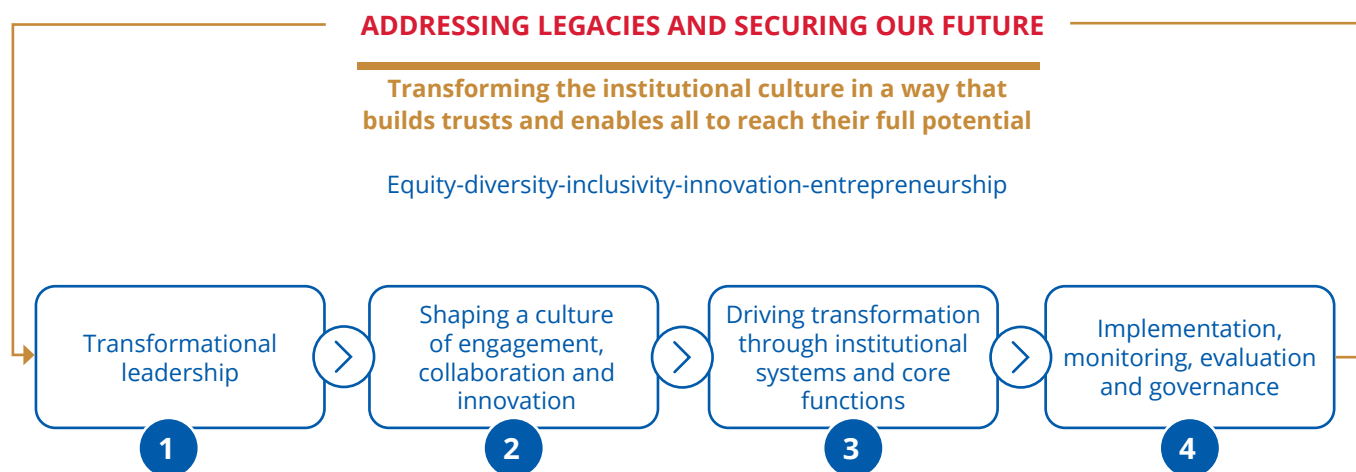 ADDRESSING LEGACIES AND SECURING OUR FUTURE
Transforming the institutional culture in a way that
builds trusts and enables all to reach their full potential
Equity-diversity-inclusivity-innovation-entrepreneurship
Transformational
leadership
1
Shaping a culture
of engagement,
collaboration and
innovation
2
Driving transformation
through institutional
systems and core
functions
3
Implementation,
monitoring, evaluation
and governance
4